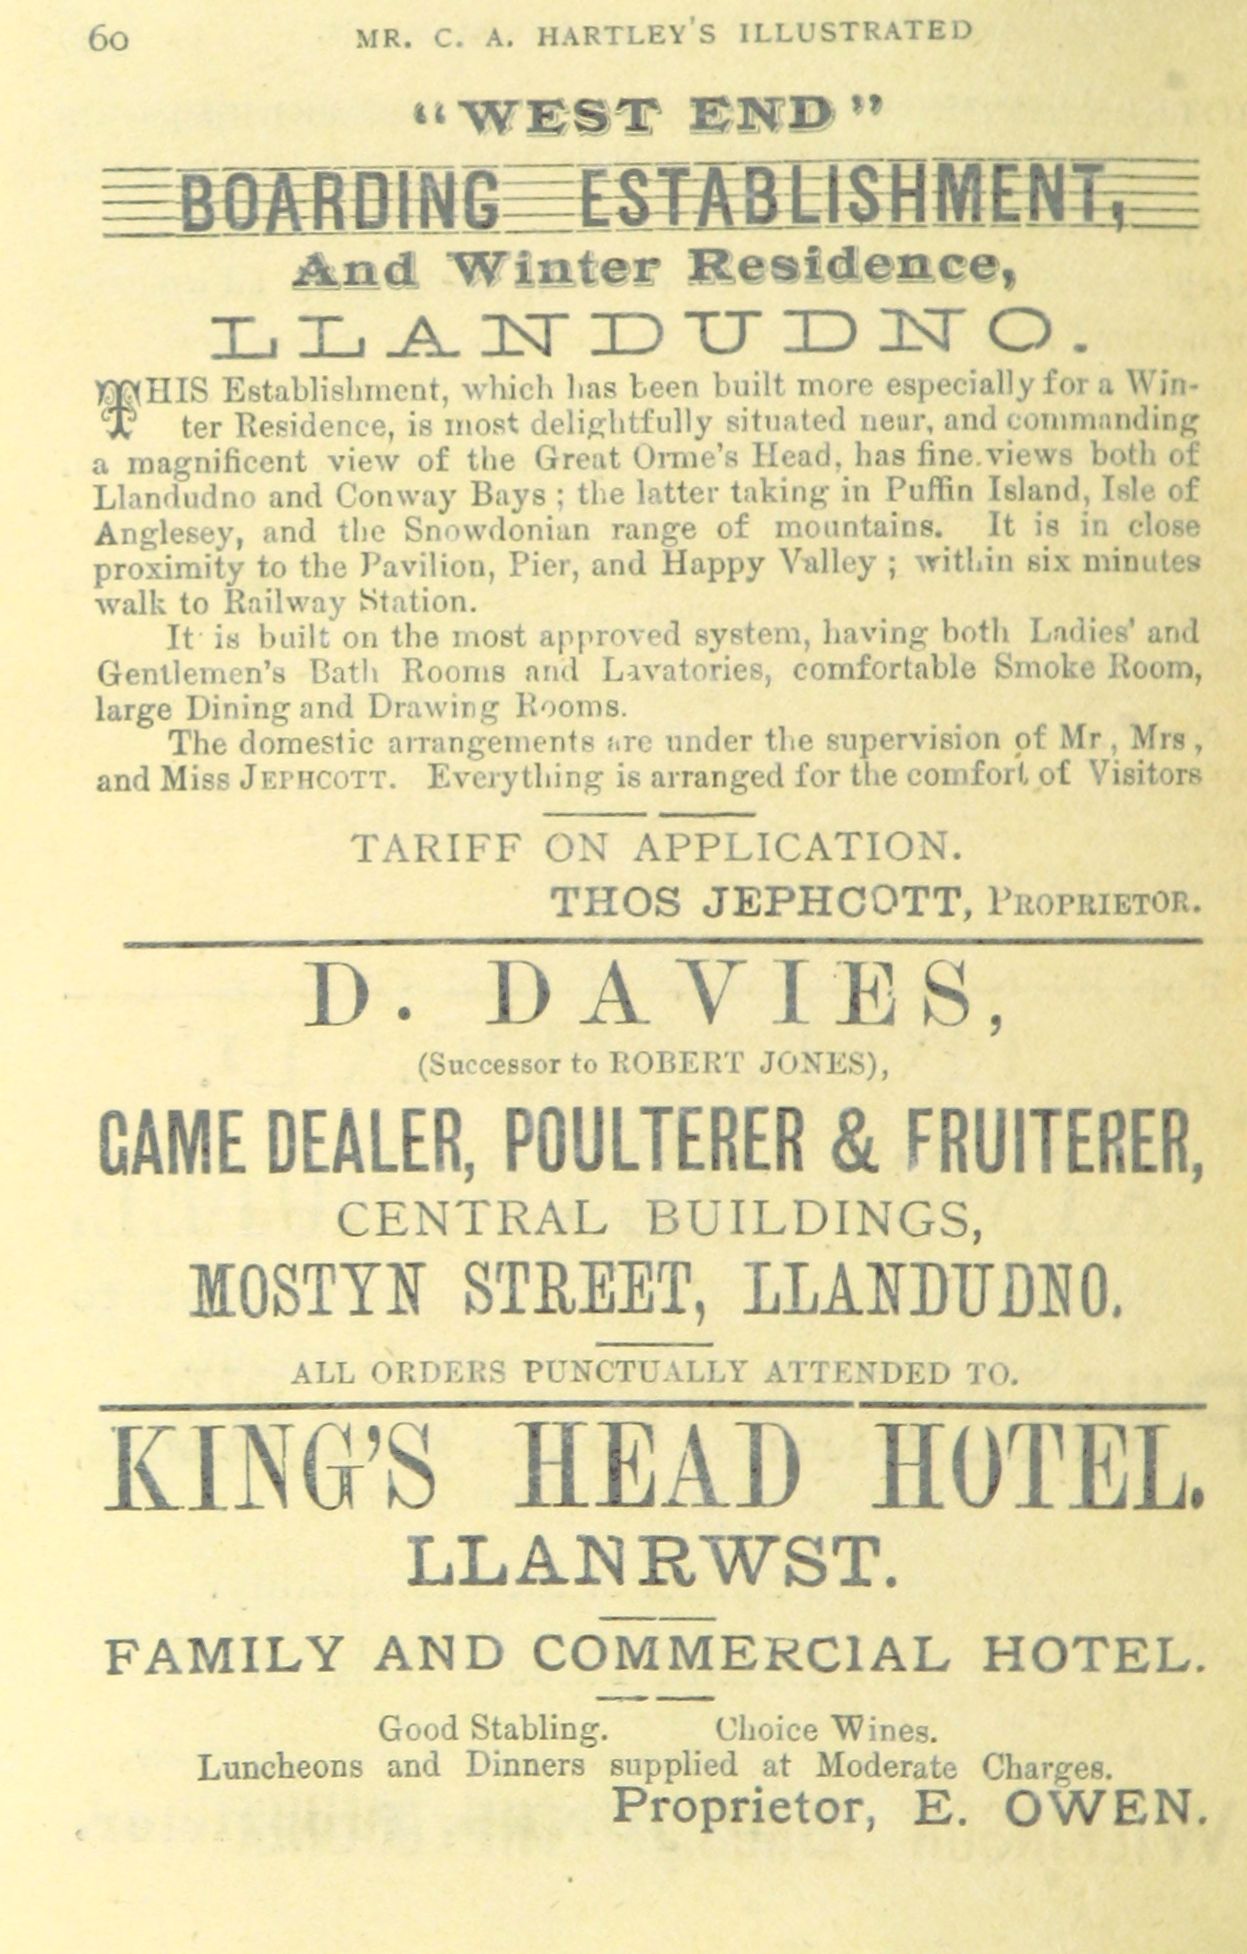 60
MR. C. A. HARTLEY'S ILLUSTRATED
"WEST END"
BOARDING ESTABLISHMENT,
And Winter Residence,
LLANDUDNO.
THIS Establishment, which has been built more especially for a Win-
ter Residence, is most delightfully situated near, and commanding
a magnificent view of the Great Orme's Head, has fine views both of
Llandudno and Conway Bays; the latter taking in Puffin Island, Isle of
Anglesey, and the Snowdonian range of mountains. It is in close
proximity to the Pavilion, Pier, and Happy Valley; within six minutes
walk to Railway Station.
It is built on the most approved system, having both Ladies' and
Gentlemen's Bath Rooms and Lavatories, comfortable Smoke Room,
large Dining and Drawing Rooms.
The domestic arrangements are under the supervision of Mr, Mrs,
and Miss JEPHCOTT. Everything is arranged for the comfort of Visitors
TARIFF ON APPLICATION.
THOS JEPHCOTT, PROPRIETOR.
D. DAVIES,
(Successor to ROBERT JONES),
GAME DEALER, POULTERER & FRUITERER,
CENTRAL BUILDINGS,
MOSTYN STREET, LLANDUDNO.
ALL ORDERS PUNCTUALLY ATTENDED TO.
KING'S HEAD HOTEL.
LLANRWST.
FAMILY AND COMMERCIAL HOTEL.
Good Stabling. Choice Wines.
Luncheons and Dinners supplied at Moderate Charges.
Proprietor, E. OWEN.